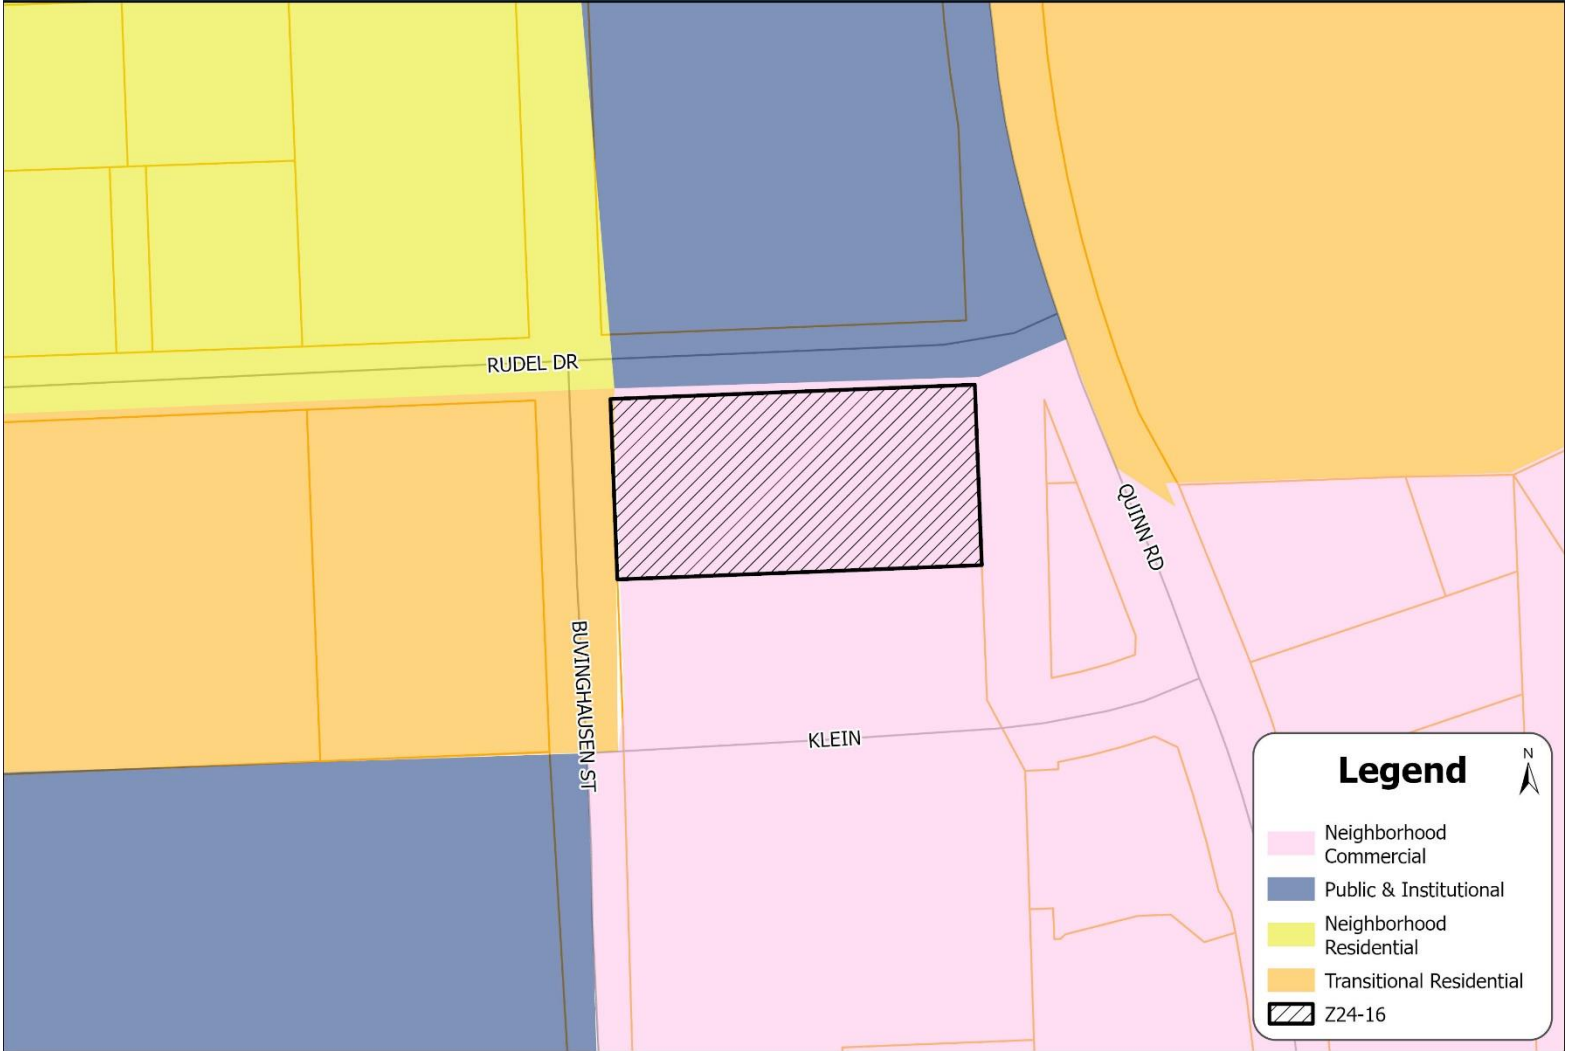 RUDEL DR
QUINN RD
BUVINGHAUSEN ST
KLEIN
Legend
N
Neighborhood
Commercial
Public & Institutional
Neighborhood
Residential
Transitional Residential
Z24-16